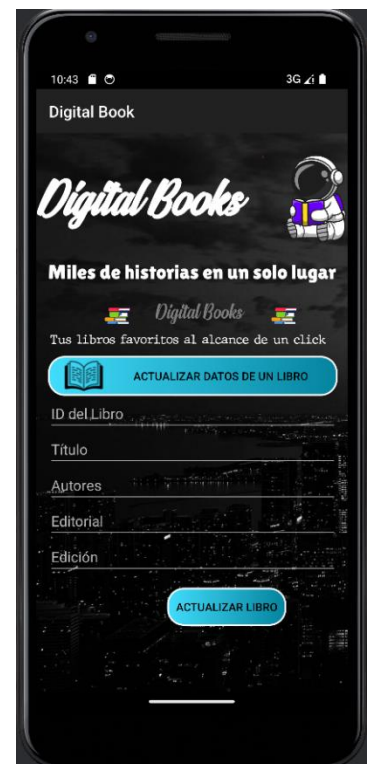 10:43 3G
Digital Book
Digital Books
Miles de historias en un solo lugar
Digital Books
Tus libros favoritos al alcance de un click
ACTUALIZAR DATOS DE UN LIBRO
ID del Libro
Título
Autores
Editorial
Edición
ACTUALIZAR LIBRO